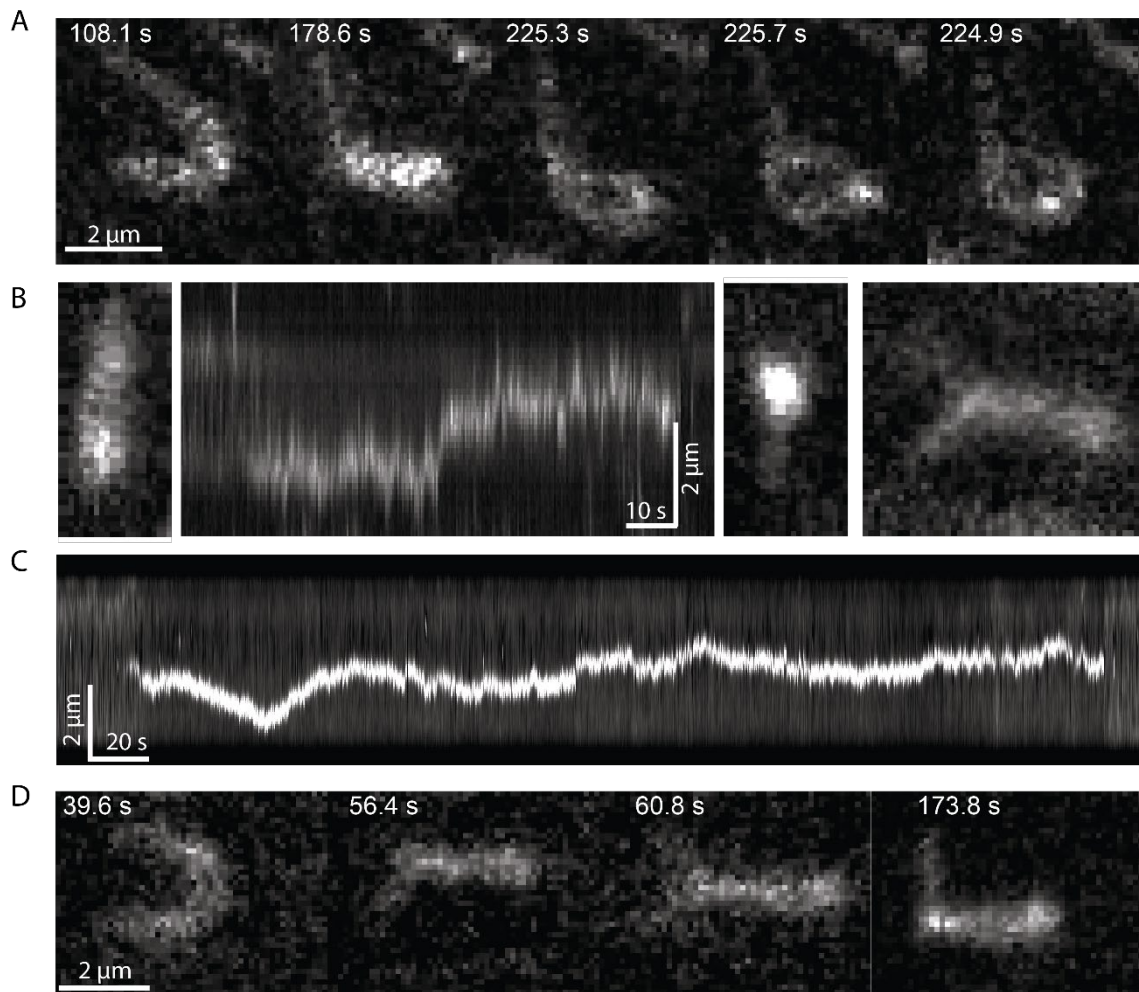 A
108.1 s
178.6 s
225.3 s
225.7 s
224.9 s
2 µm
B
10 s
2 µm
C
2 µm
20 s
D
39.6 s
56.4 s
60.8 s
173.8 s
2 µm